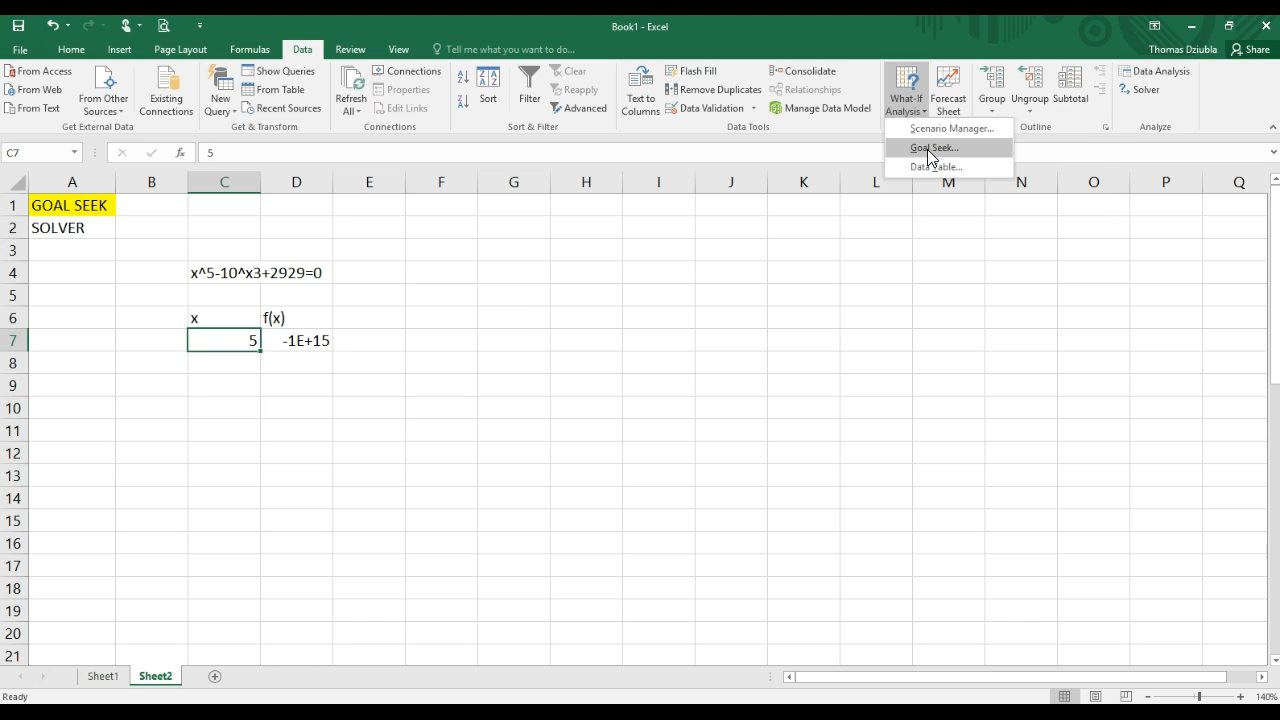 Book1 - Excel
File Home Insert Page Layout Formulas Data Review View Tell me what you want to do... Thomas Dziubla Share
From Access
From Web
From Text
From Other
Sources
Existing
Connections
Get External Data
New
Query
Show Queries
From Table
Recent Sources
Get & Transform
Refresh
All
Connections
Properties
Edit Links
Connections
Sort
Filter
Clear
Reapply
Advanced
Sort & Filter
Text to
Columns
Flash Fill
Remove Duplicates
Data Validation
Consolidate
Relationships
Manage Data Model
Data Tools
What-If
Analysis
Forecast
Sheet
Group
Ungroup
Subtotal
Outline
Data Analysis
Solver
Analyze
Scenario Manager...
Goal Seek...
Data Table...
C7 fx 5
A B C D E F G H I J K L M N O P Q
1 GOAL SEEK
2 SOLVER
3
4 x^5-10^x3+2929=0
5
6 x f(x)
7 5 -1E+15
8
9
10
11
12
13
14
15
16
17
18
19
20
21
Sheet1 Sheet2
Ready 140%